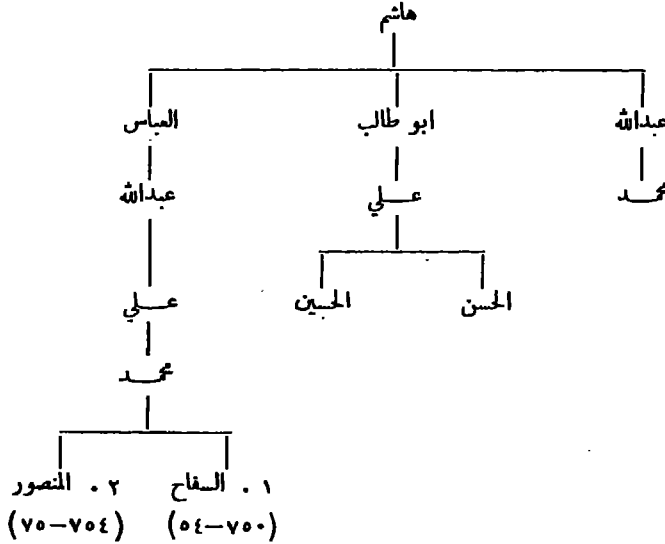 هاشم
عبدالله ابو طالب العباس
محمد علي عبدالله
الحسن الحسين علي
محمد
١ . السفاح ٢ . المنصور
(٧٥٠–٥٤) (٧٥٤–٧٥)